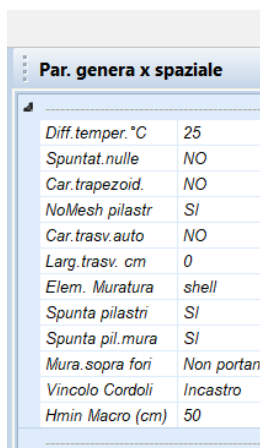 Par. genera x spaziale
Diff.temper.°C 25
Spuntat.nulle NO
Car.trapezoid. NO
NoMesh pilastr SI
Car.trasv.auto NO
Larg.trasv. cm 0
Elem. Muratura shell
Spunta pilastri SI
Spunta pil.mura SI
Mura.sopra fori Non portan
Vincolo Cordoli Incastro
Hmin Macro (cm) 50